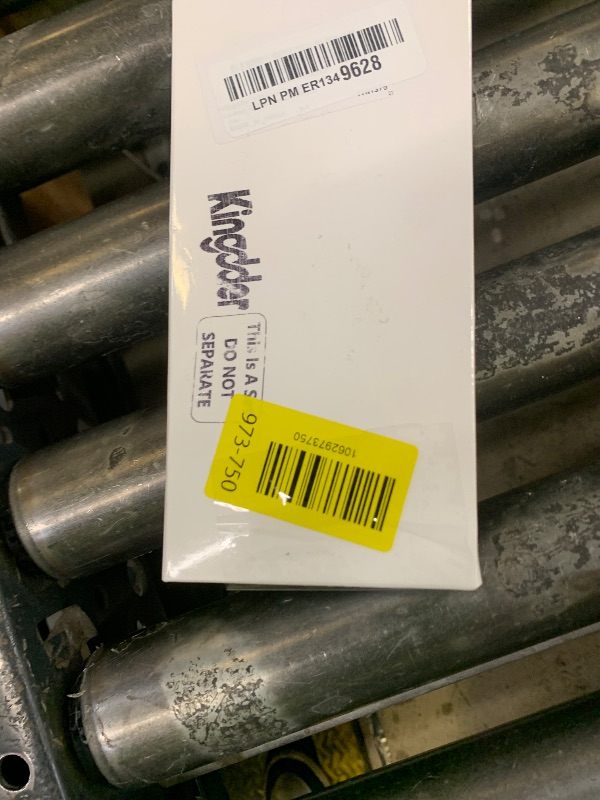 LPN PM ER1349628
Kingdder
This Is A S
DO NOT
SEPARATE
973-750
1062973750